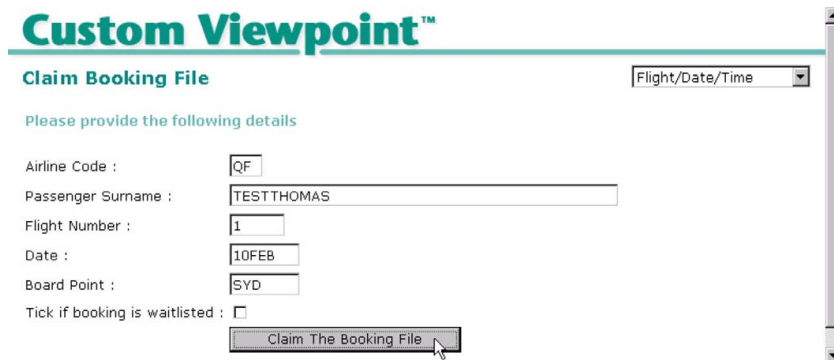 Custom Viewpoint™
Claim Booking File
Flight/Date/Time
Please provide the following details
Airline Code : QF
Passenger Surname : TESTTHOMAS
Flight Number : 1
Date : 10FEB
Board Point : SYD
Tick if booking is waitlisted :
Claim The Booking File